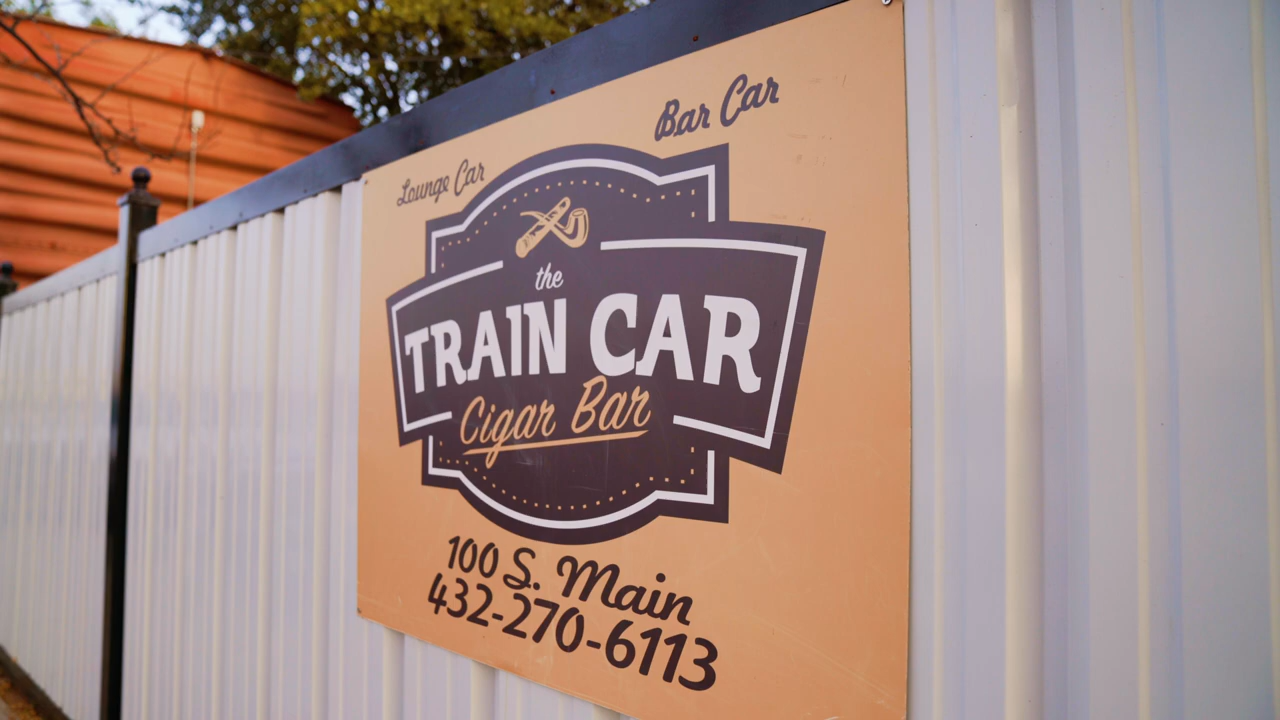 Lounge Car
Bar Car
the
TRAIN CAR
Cigar Bar
100 S. Main
432-270-6113